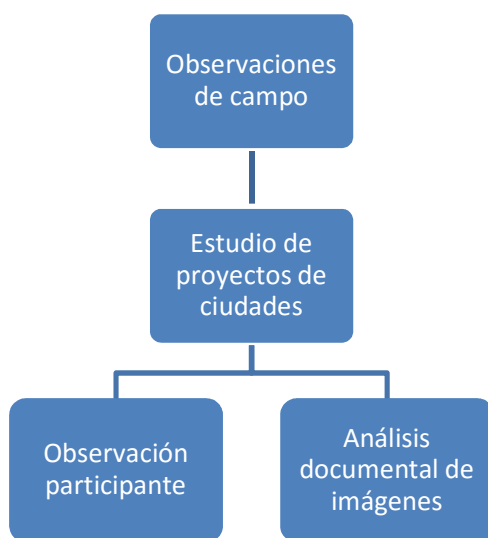 Observaciones
de campo
Estudio de
proyectos de
ciudades
Observación
participante
Análisis
documental de
imágenes